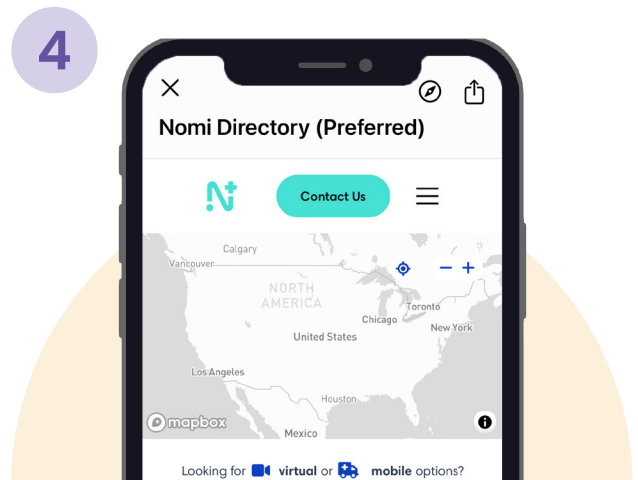 4
Nomi Directory (Preferred)
N+
Contact Us
Calgary
Vancouver
NORTH
AMERICA
Toronto
Chicago
New York
United States
Los Angeles
Houston
mapbox
Mexico
Looking for virtual or mobile options?